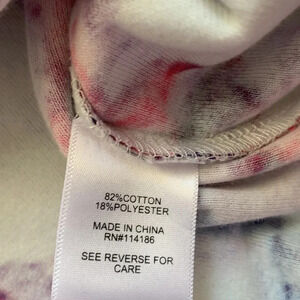 82%COTTON
18%POLYESTER
MADE IN CHINA
RN#114186
SEE REVERSE FOR
CARE